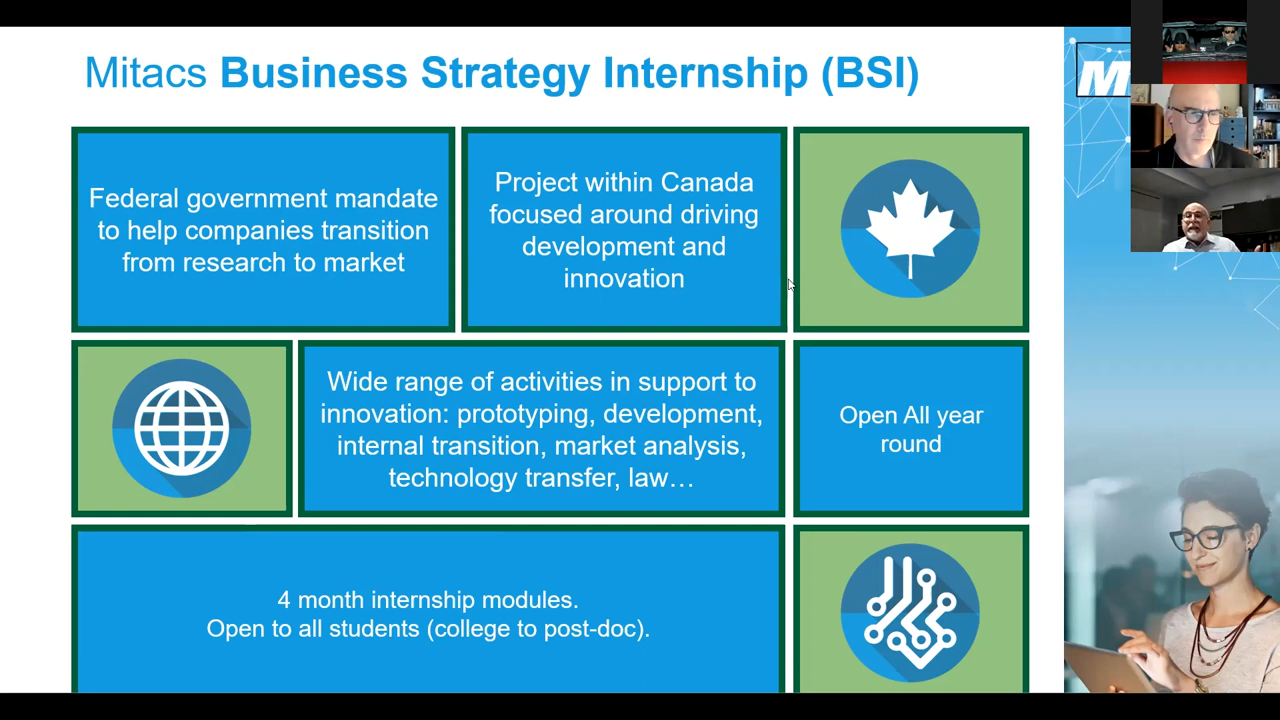 Mitacs Business Strategy Internship (BSI)
Federal government mandate
to help companies transition
from research to market
Project within Canada
focused around driving
development and
innovation
Wide range of activities in support to
innovation: prototyping, development,
internal transition, market analysis,
technology transfer, law…
Open All year
round
4 month internship modules.
Open to all students (college to post-doc).
M